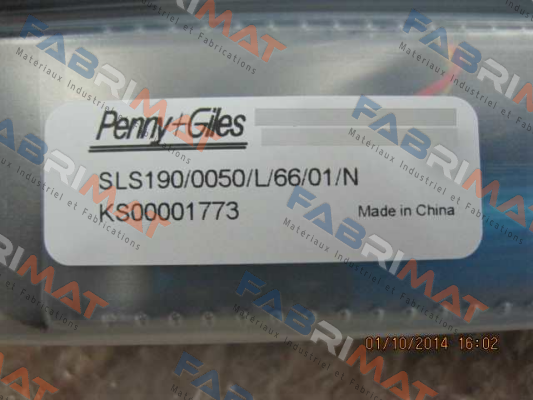 Penny+Giles
SLS190/0050/L/66/01/N
KS00001773
Made in China
01/10/2014 16:02
FABRIMAT
Matériaux Industriel et Fabrications